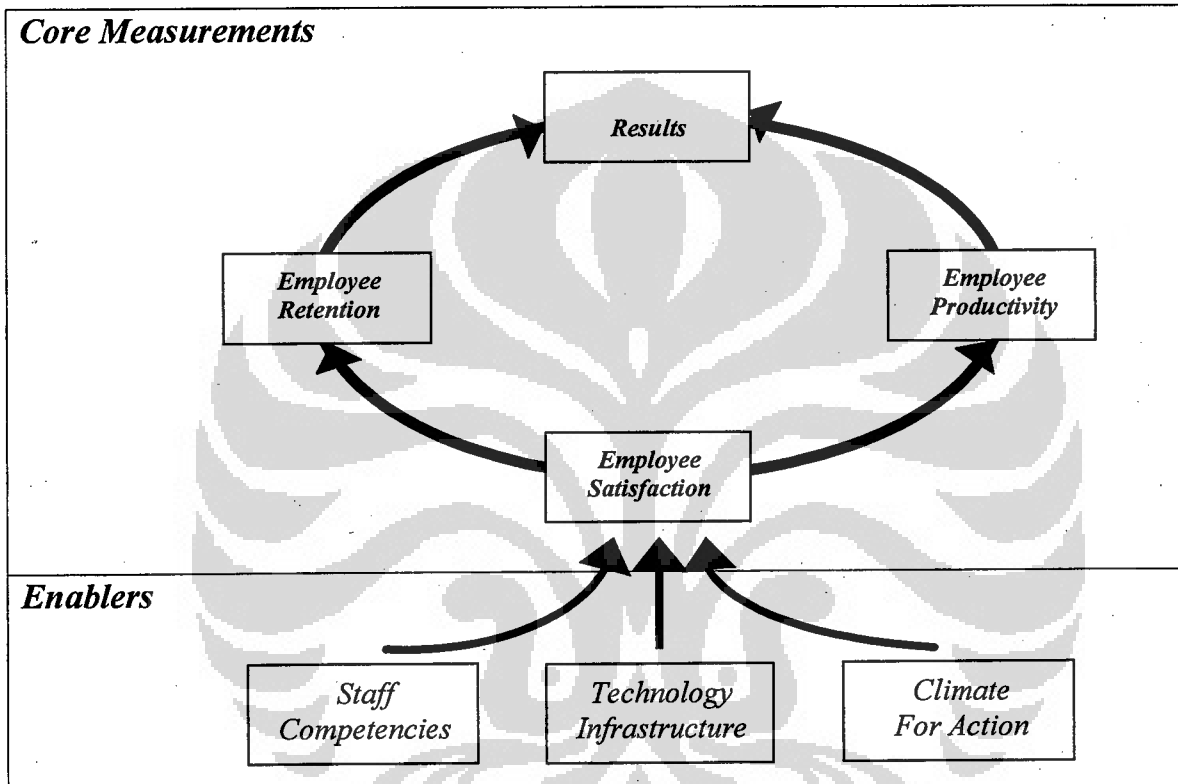 Core Measurements
Results
Employee
Retention
Employee
Productivity
Employee
Satisfaction
Enablers
Staff
Competencies
Technology
Infrastructure
Climate
For Action